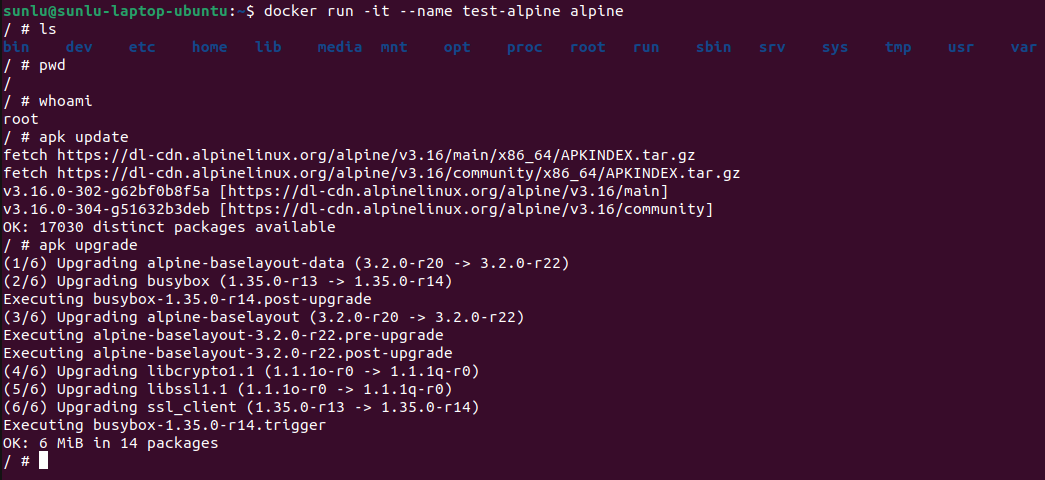 sunlu@sunlu-laptop-ubuntu:~$ docker run -it --name test-alpine alpine
/ # ls
bin dev etc home lib media mnt opt proc root run sbin srv sys tmp usr var
/ # pwd
/
/ # whoami
root
/ # apk update
fetch https://dl-cdn.alpinelinux.org/alpine/v3.16/main/x86_64/APKINDEX.tar.gz
fetch https://dl-cdn.alpinelinux.org/alpine/v3.16/community/x86_64/APKINDEX.tar.gz
v3.16.0-302-g62bf0b8f5a [https://dl-cdn.alpinelinux.org/alpine/v3.16/main]
v3.16.0-304-g51632b3deb [https://dl-cdn.alpinelinux.org/alpine/v3.16/community]
OK: 17030 distinct packages available
/ # apk upgrade
(1/6) Upgrading alpine-baselayout-data (3.2.0-r20 -> 3.2.0-r22)
(2/6) Upgrading busybox (1.35.0-r13 -> 1.35.0-r14)
Executing busybox-1.35.0-r14.post-upgrade
(3/6) Upgrading alpine-baselayout (3.2.0-r20 -> 3.2.0-r22)
Executing alpine-baselayout-3.2.0-r22.pre-upgrade
Executing alpine-baselayout-3.2.0-r22.post-upgrade
(4/6) Upgrading libcrypto1.1 (1.1.1o-r0 -> 1.1.1q-r0)
(5/6) Upgrading libssl1.1 (1.1.1o-r0 -> 1.1.1q-r0)
(6/6) Upgrading ssl_client (1.35.0-r13 -> 1.35.0-r14)
Executing busybox-1.35.0-r14.trigger
OK: 6 MiB in 14 packages
/ #